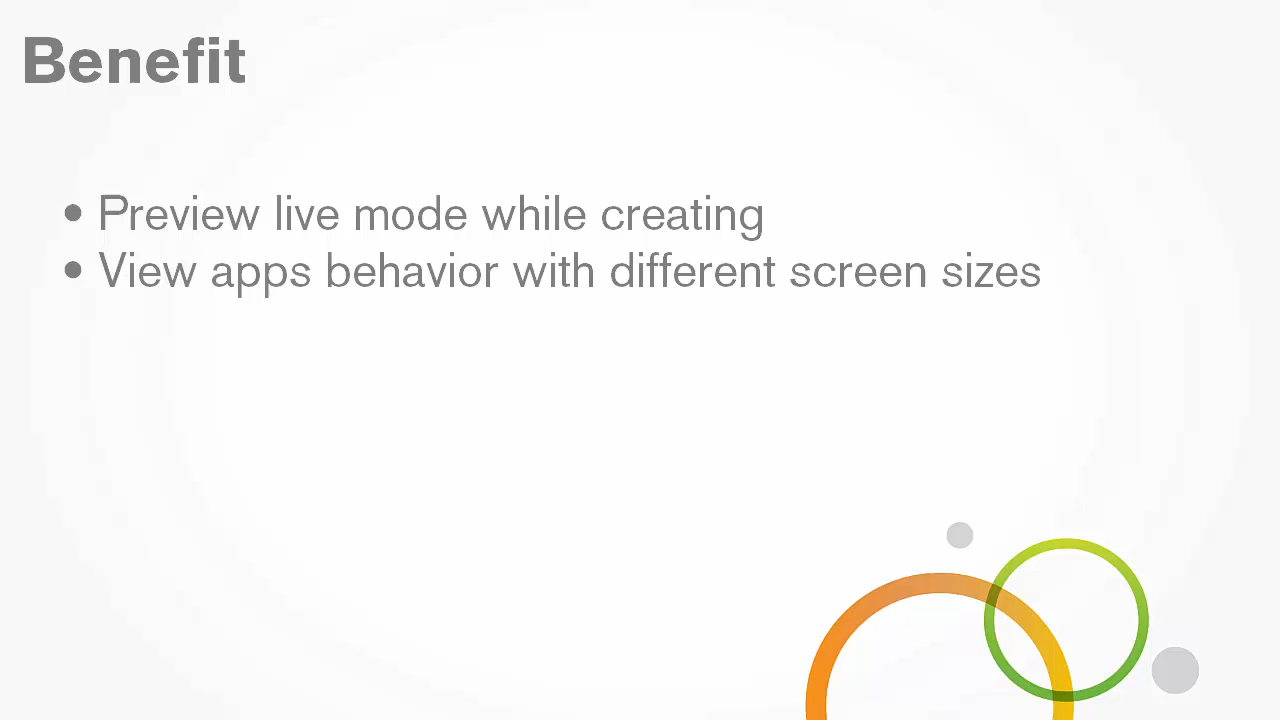 Benefit
• Preview live mode while creating
• View apps behavior with different screen sizes